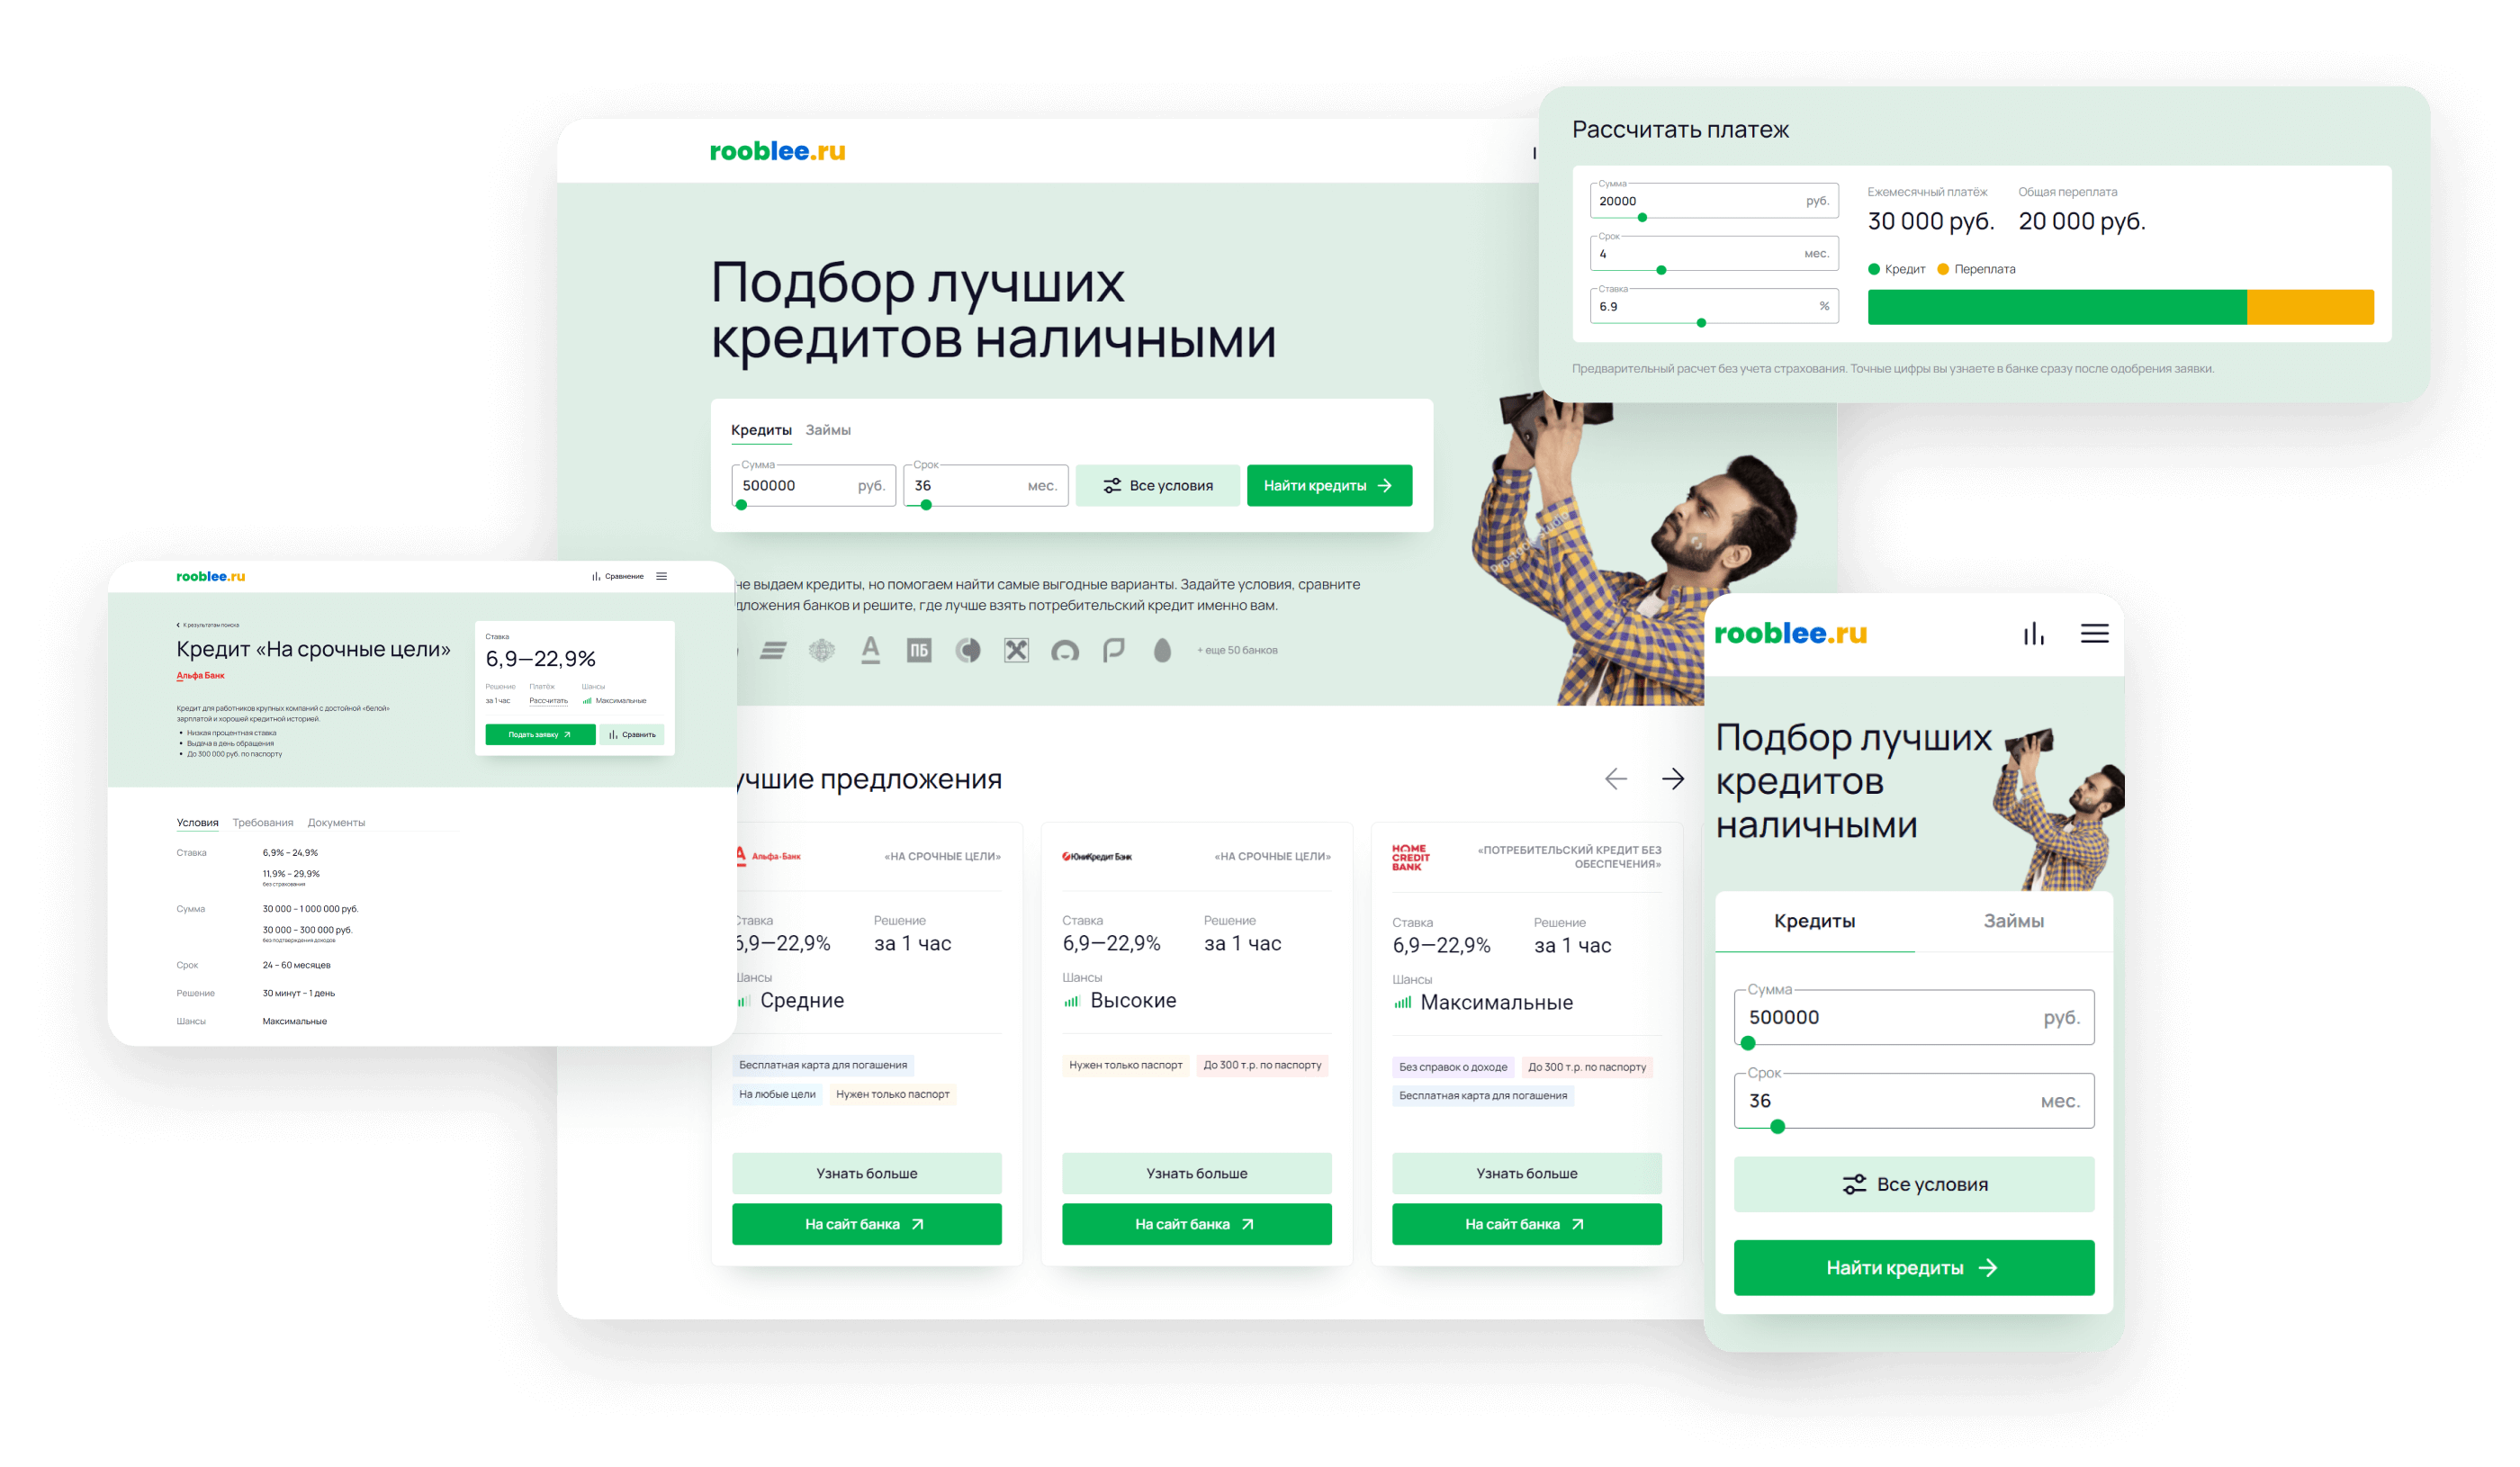 rooblee.ru
Подбор лучших
кредитов наличными
Кредиты Займы
Сумма
500000 руб.
Срок
36 мес.
Все условия
Найти кредиты
не выдаем кредиты, но помогаем найти самые выгодные варианты. Задайте условия, сравните
дложения банков и решите, где лучше взять потребительский кредит именно вам.
ПБ
+ еще 50 банков
учшие предложения
Альфа·Банк
«НА СРОЧНЫЕ ЦЕЛИ»
Ставка Решение
6,9—22,9% за 1 час
Шансы
Средние
Бесплатная карта для погашения
На любые цели Нужен только паспорт
Узнать больше
На сайт банка
ЮниКредит Банк
«НА СРОЧНЫЕ ЦЕЛИ»
Ставка Решение
6,9—22,9% за 1 час
Шансы
Высокие
Нужен только паспорт До 300 т.р. по паспорту
Узнать больше
На сайт банка
HOME
CREDIT
BANK
«ПОТРЕБИТЕЛЬСКИЙ КРЕДИТ БЕЗ
ОБЕСПЕЧЕНИЯ»
Ставка Решение
6,9—22,9% за 1 час
Шансы
Максимальные
Без справок о доходе До 300 т.р. по паспорту
Бесплатная карта для погашения
Узнать больше
На сайт банка
Рассчитать платеж
Сумма
20000 руб.
Срок
4 мес.
Ставка
6.9 %
Ежемесячный платёж Общая переплата
30 000 руб. 20 000 руб.
Кредит Переплата
Предварительный расчет без учета страхования. Точные цифры вы узнаете в банке сразу после одобрения заявки.
rooblee.ru
Сравнение
К результатам поиска
Кредит «На срочные цели»
Альфа Банк
Кредит для работников крупных компаний с достойной «белой»
зарплатой и хорошей кредитной историей.
• Низкая процентная ставка
• Выдача в день обращения
• До 300 000 руб. по паспорту
Ставка
6,9—22,9%
Решение Платёж Шансы
за 1 час Рассчитать Максимальные
Подать заявку Сравнить
Условия Требования Документы
Ставка 6,9% – 24,9%
11,9% – 29,9%
без страхования
Сумма 30 000 – 1 000 000 руб.
30 000 – 300 000 руб.
без подтверждения доходов
Срок 24 – 60 месяцев
Решение 30 минут – 1 день
Шансы Максимальные
rooblee.ru
Подбор лучших
кредитов
наличными
Кредиты Займы
Сумма
500000 руб.
Срок
36 мес.
Все условия
Найти кредиты